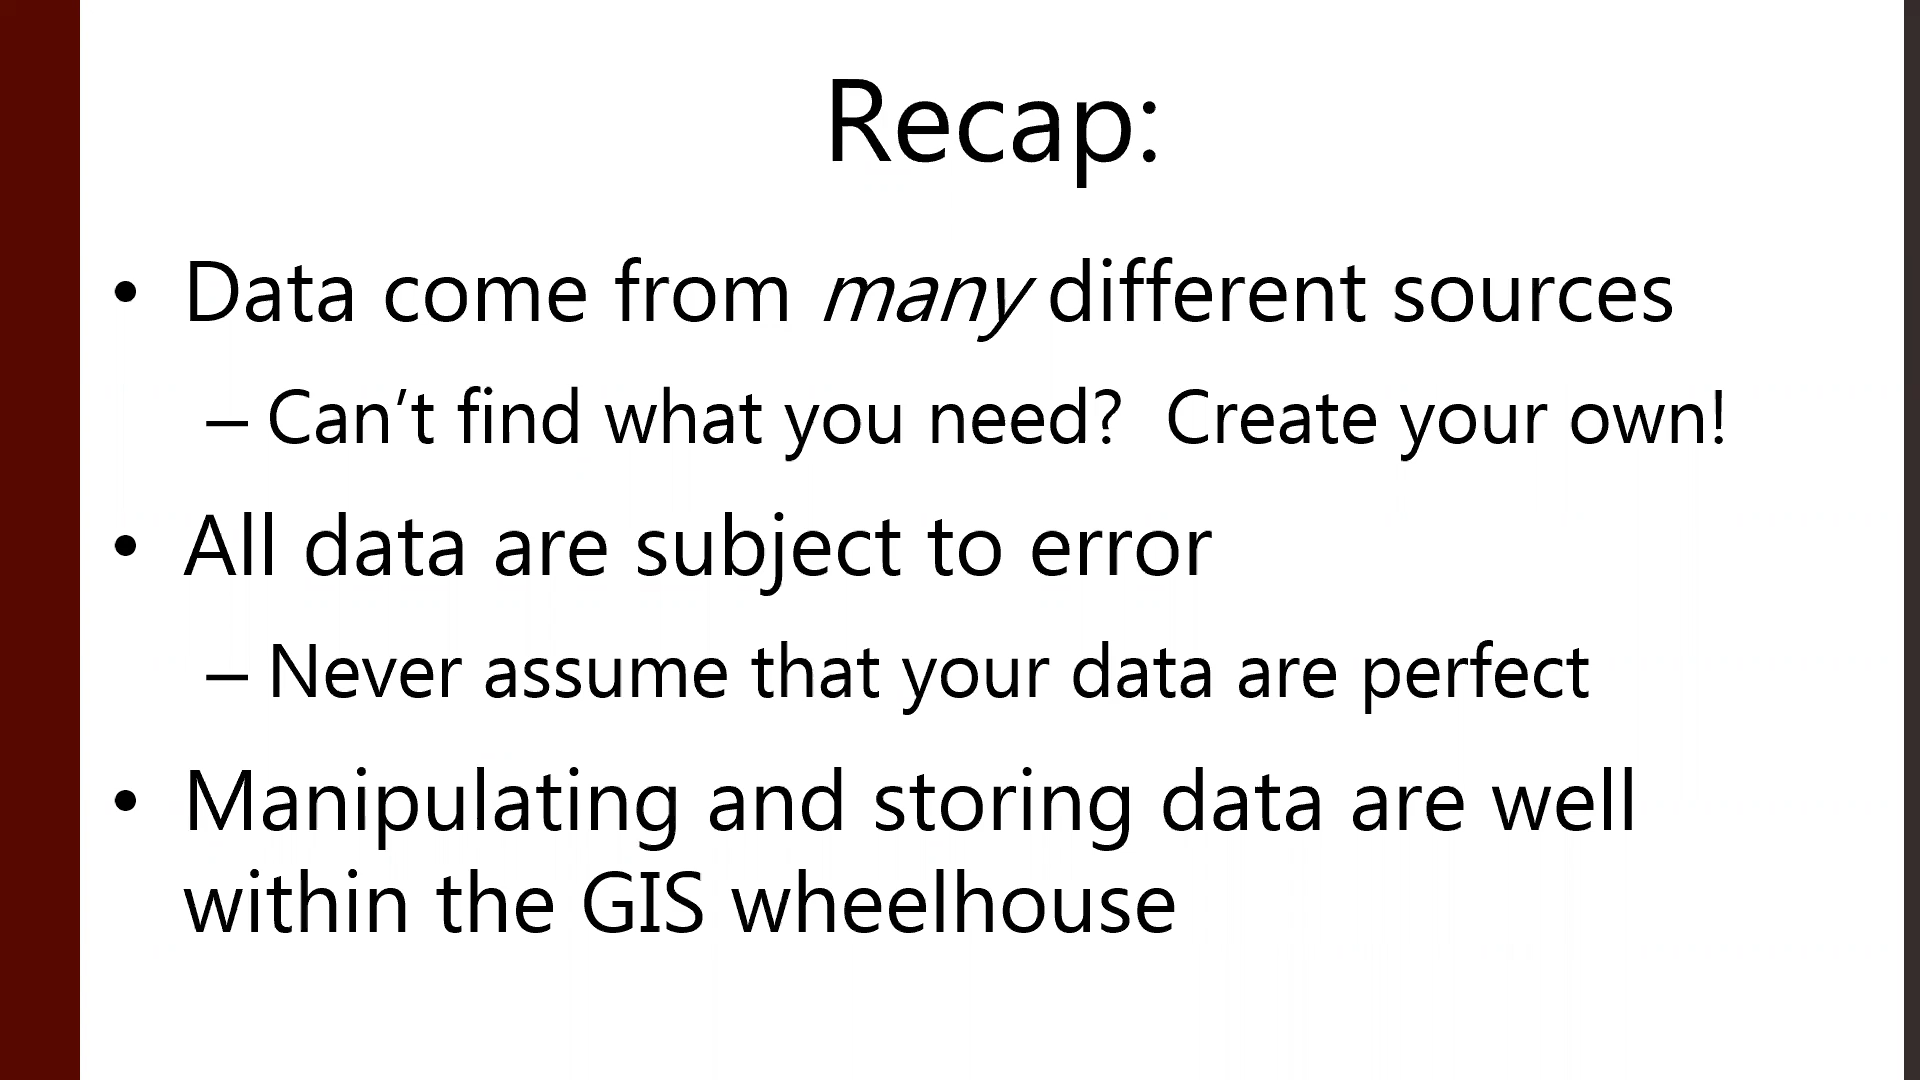 Recap:
• Data come from many different sources
– Can’t find what you need?  Create your own!
• All data are subject to error
– Never assume that your data are perfect
• Manipulating and storing data are well
within the GIS wheelhouse